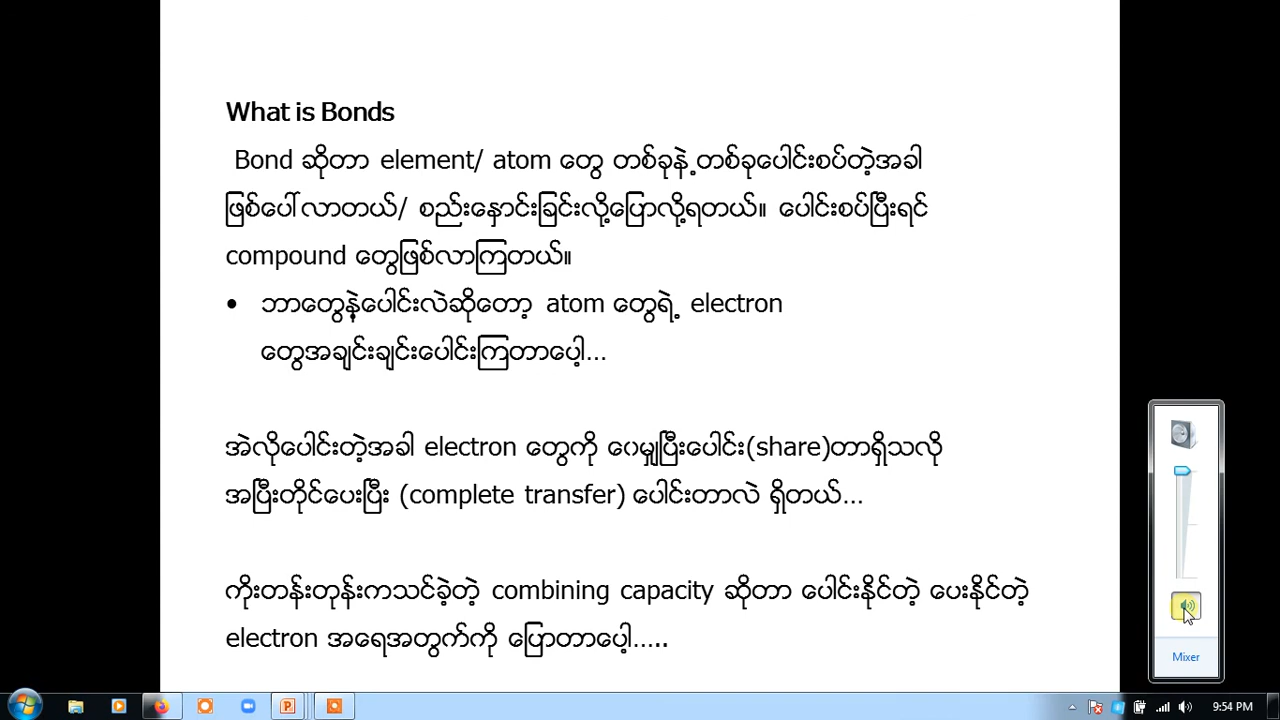 What is Bonds
Bond ဆိုတာ element/ atom တွေ တစ်ခုနဲ့ တစ်ခုပေါင်းစပ်တဲ့အခါ
ဖြစ်ပေါ်လာတယ်/ စည်းနှောင်းခြင်းလို့ပြောလို့ရတယ်။ ပေါင်းစပ်ပြီးရင်
compound တွေဖြစ်လာကြတယ်။
• ဘာတွေနဲ့ပေါင်းလဲဆိုတော့ atom တွေရဲ့ electron
တွေအချင်းချင်းပေါင်းကြတာပေါ့...
အဲလိုပေါင်းတဲ့အခါ electron တွေကို ဝေမျှပြီးပေါင်း(share)တာရှိသလို
အပြီးတိုင်ပေးပြီး (complete transfer) ပေါင်းတာလဲ ရှိတယ်...
ကိုးတန်းတုန်းကသင်ခဲ့တဲ့ combining capacity ဆိုတာ ပေါင်းနိုင်တဲ့ ပေးနိုင်တဲ့
electron အရေအတွက်ကို ပြောတာပေါ့.....
Mixer
9:54 PM